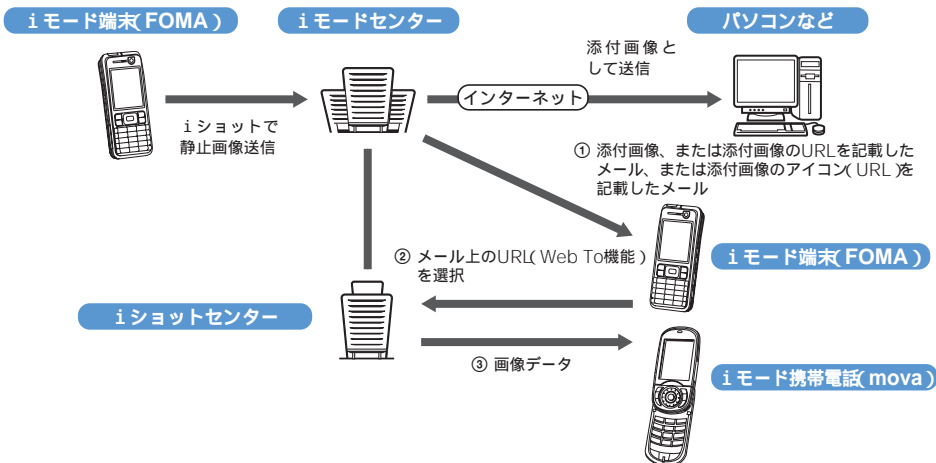 iモード端末(FOMA)
iモードセンター
パソコンなど
添付画像と
して送信
インターネット
iショットで
静止画像送信
① 添付画像、または添付画像のURLを記載した
メール、または添付画像のアイコン(URL)を
記載したメール
② メール上のURL(Web To機能)
を選択
iモード端末(FOMA)
iショットセンター
③ 画像データ
iモード携帯電話(mova)